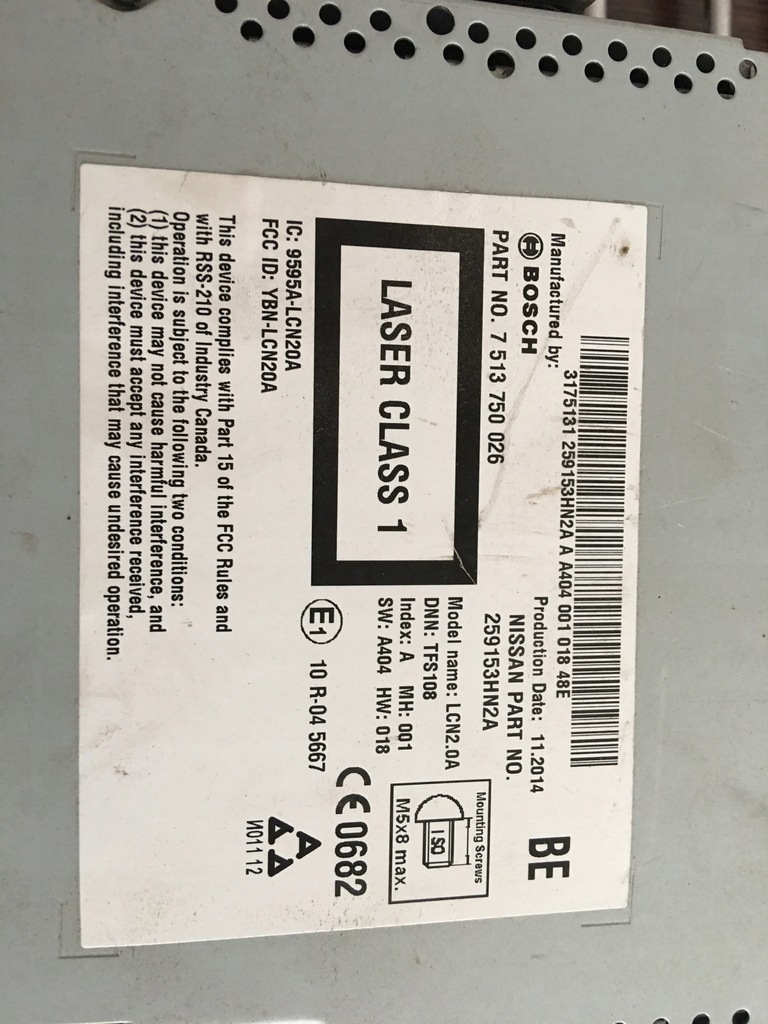 3175131 259153HN2A A A404 001 018 48E
Manufactured by:
BOSCH
PART NO. 7 513 750 026
Production Date: 11.2014
NISSAN PART NO.
259153HN2A
BE
LASER CLASS 1
Model name: LCN2.0A
DNN: TFS108
Index: A MH: 001
SW: A404 HW: 018
Mounting Screws
ISO
M5x8 max.
IC: 9595A-LCN20A
FCC ID: YBN-LCN20A
E1 10 R-04 5667
CE0682
И011 12
This device complies with Part 15 of the FCC Rules and
with RSS-210 of Industry Canada.
Operation is subject to the following two conditions:
(1) this device may not cause harmful interference, and
(2) this device must accept any interference received,
including interference that may cause undesired operation.